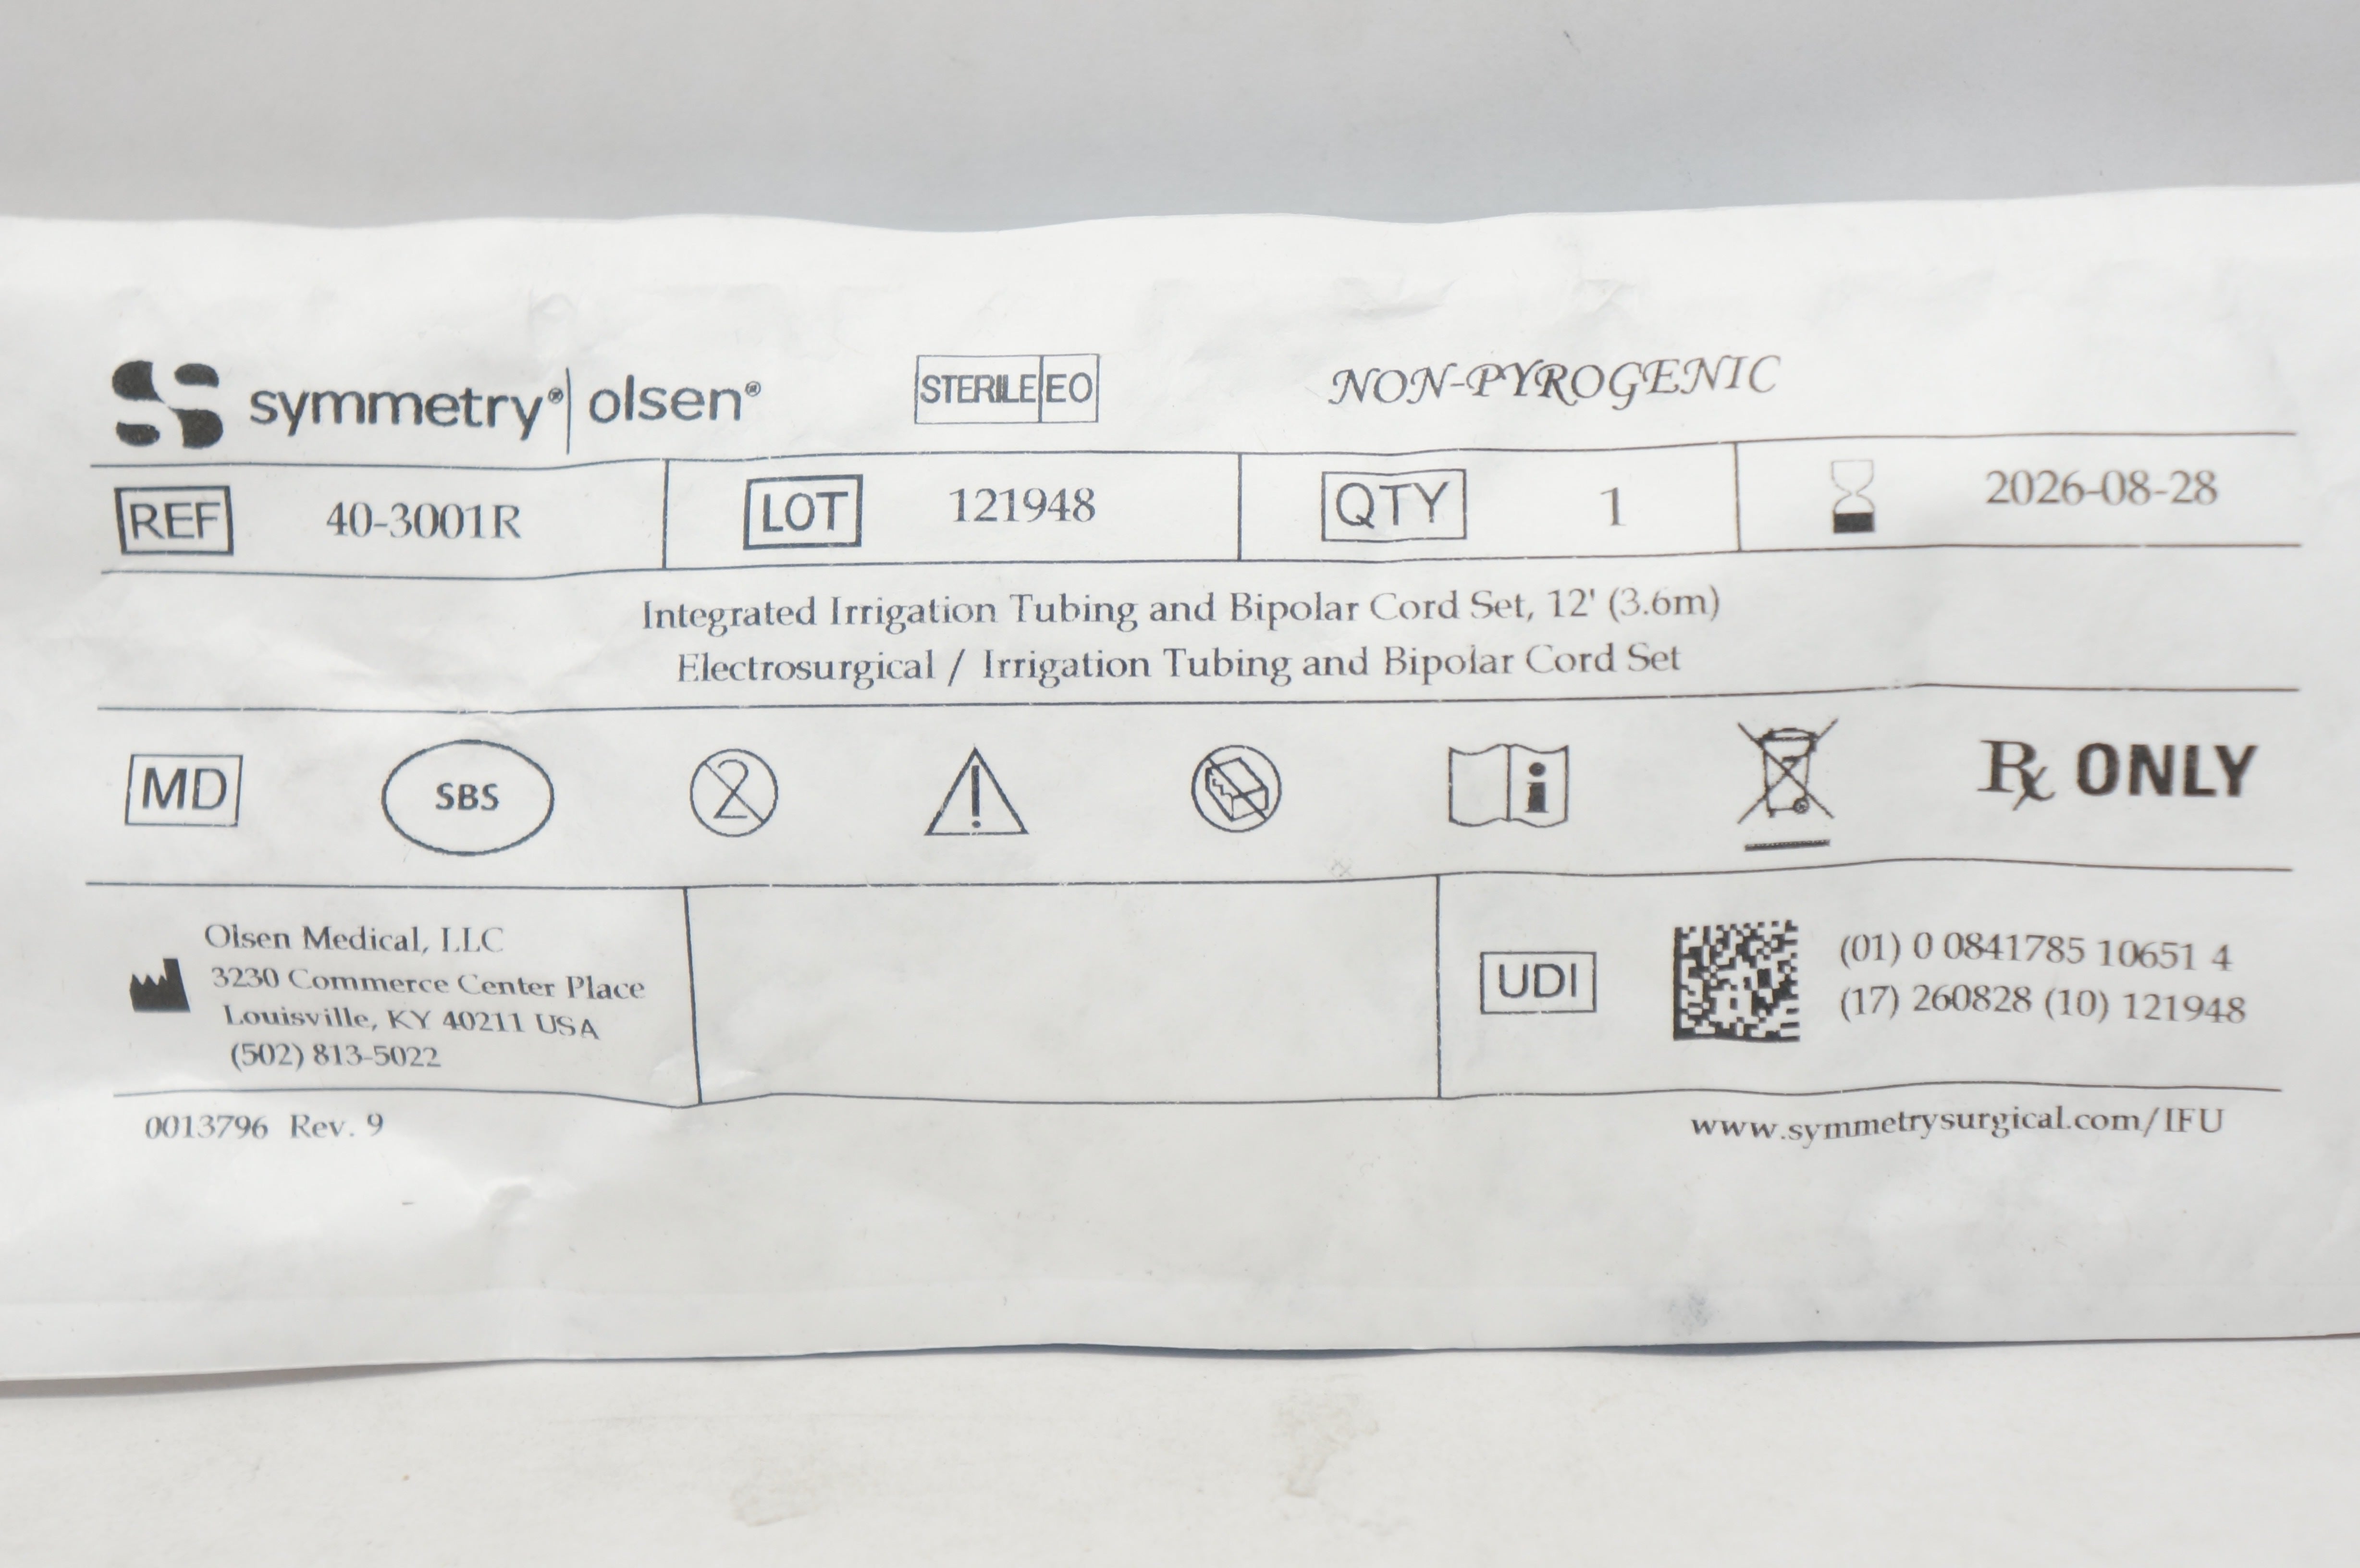 symmetry® | olsen®
STERILE EO
NON-PYROGENIC
REF 40-3001R
LOT 121948
QTY 1
2026-08-28
Integrated Irrigation Tubing and Bipolar Cord Set, 12' (3.6m)
Electrosurgical / Irrigation Tubing and Bipolar Cord Set
MD
SBS
2
!
i
Rx ONLY
Olsen Medical, LLC
3230 Commerce Center Place
Louisville, KY 40211 USA
(502) 813-5022
UDI
(01) 0 0841785 10651 4
(17) 260828 (10) 121948
0013796 Rev. 9
www.symmetrysurgical.com/IFU